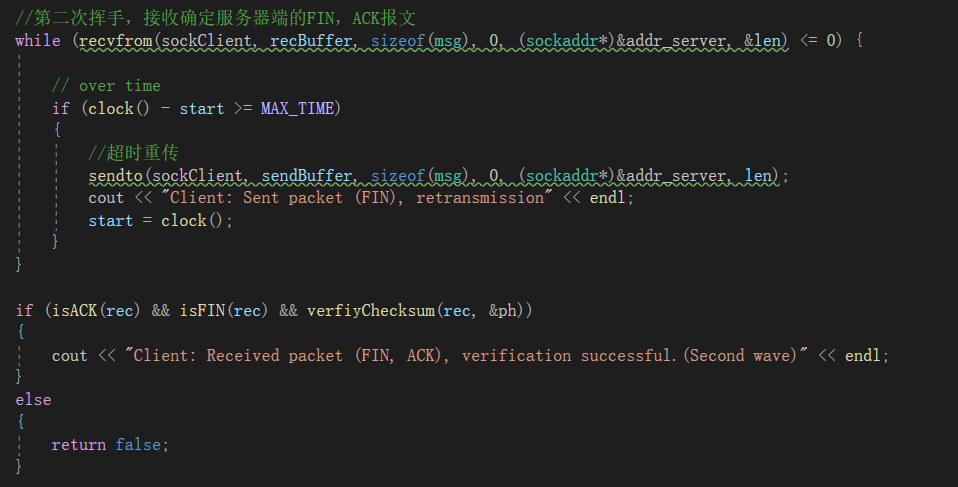 //第二次挥手，接收确定服务器端的FIN，ACK报文
while (recvfrom(sockClient, recBuffer, sizeof(msg), 0, (sockaddr*)&addr_server, &len) <= 0) {
// over time
if (clock() - start >= MAX_TIME)
{
//超时重传
sendto(sockClient, sendBuffer, sizeof(msg), 0, (sockaddr*)&addr_server, len);
cout << "Client: Sent packet (FIN), retransmission" << endl;
start = clock();
}
}
if (isACK(rec) && isFIN(rec) && verfiyChecksum(rec, &ph))
{
cout << "Client: Received packet (FIN, ACK), verification successful.(Second wave)" << endl;
}
else
{
return false;
}